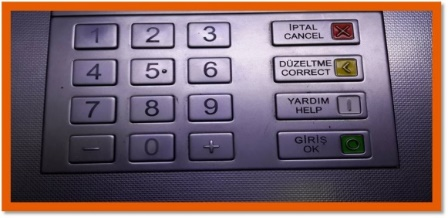 1 2 3 İPTAL
CANCEL
4 5 6 DÜZELTME
CORRECT
7 8 9 YARDIM
HELP
- 0 + GİRİŞ
OK